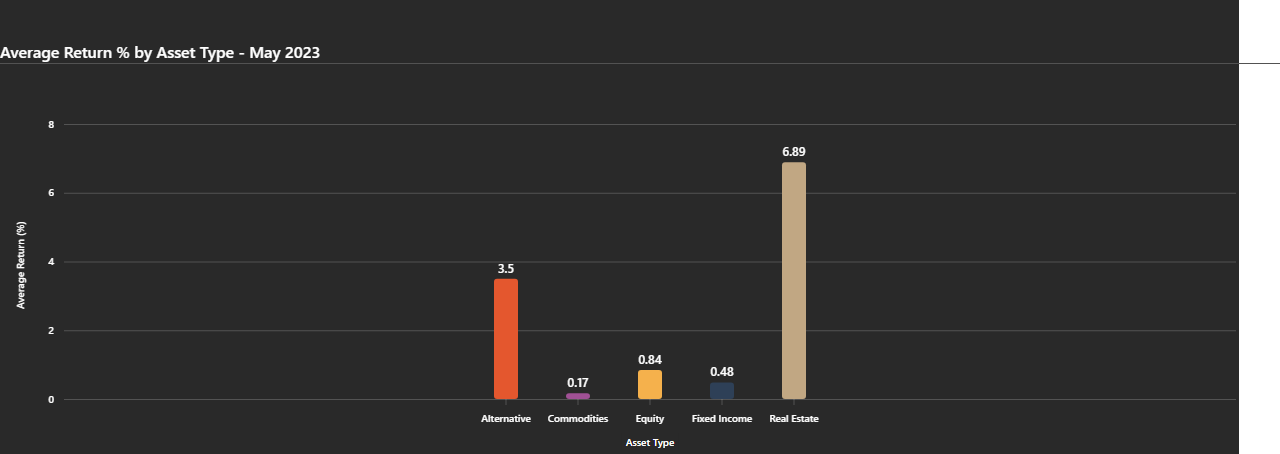 Average Return % by Asset Type - May 2023
8
6
4
2
0
Average Return (%)
3.5
0.17
0.84
0.48
6.89
Alternative
Commodities
Equity
Fixed Income
Real Estate
Asset Type